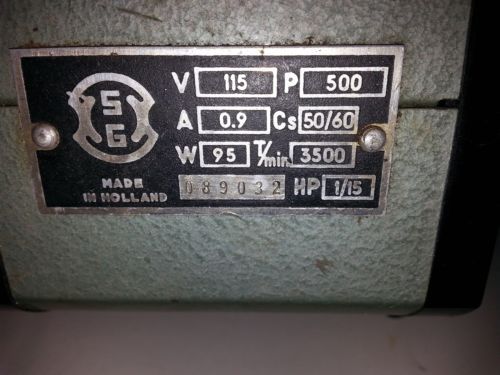 S
G
V 115 P 500
A 0.9 Cs 50/60
W 95 T/min 3500
MADE
IN HOLLAND
089032 HP 1/15